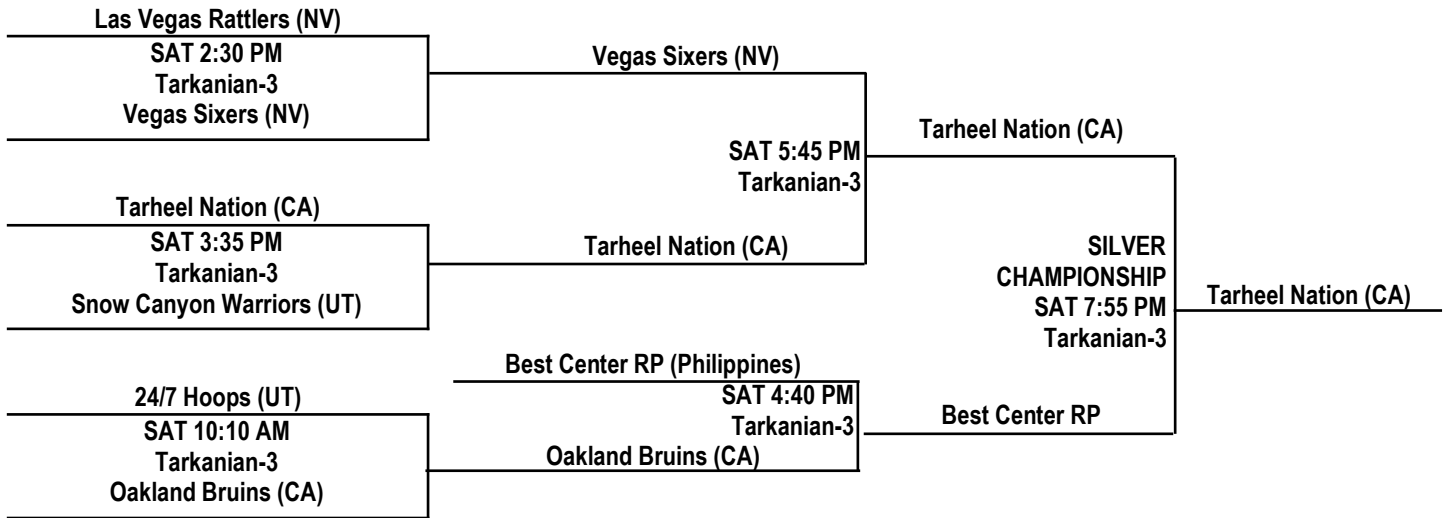 Las Vegas Rattlers (NV)
SAT 2:30 PM
Tarkanian-3
Vegas Sixers (NV)
Vegas Sixers (NV)
SAT 5:45 PM
Tarkanian-3
Tarheel Nation (CA)
Tarheel Nation (CA)
SAT 3:35 PM
Tarkanian-3
Snow Canyon Warriors (UT)
Tarheel Nation (CA)
SILVER
CHAMPIONSHIP
SAT 7:55 PM
Tarkanian-3
Tarheel Nation (CA)
Best Center RP (Philippines)
SAT 4:40 PM
Tarkanian-3
Oakland Bruins (CA)
Best Center RP
24/7 Hoops (UT)
SAT 10:10 AM
Tarkanian-3
Oakland Bruins (CA)